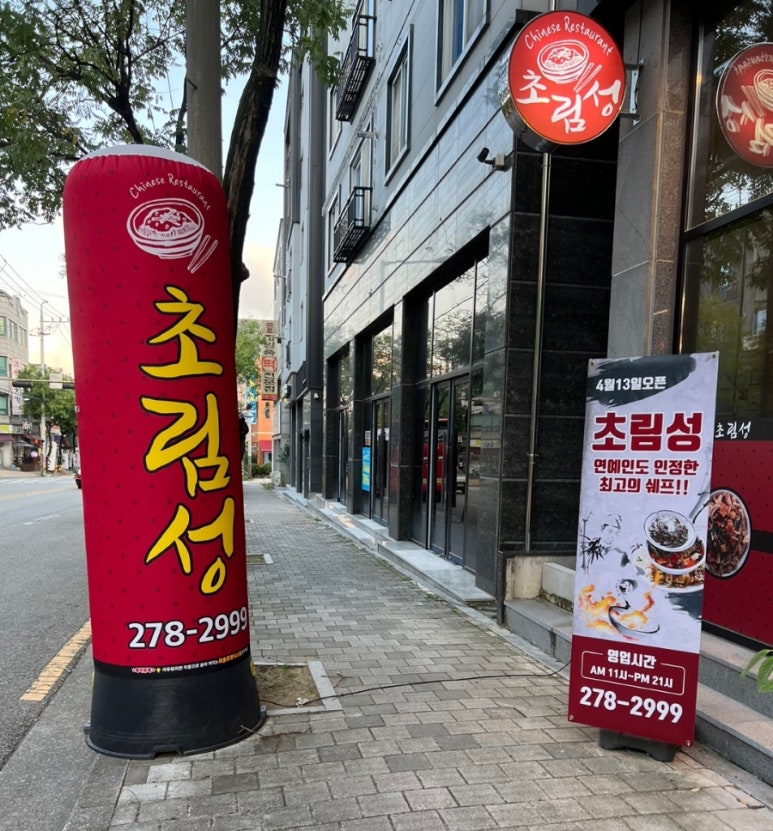 Chinese Restaurant
초림성
278-2999
Chinese Restaurant
초림성
4월13일오픈
초림성
연예인도 인정한
최고의 쉐프!!
영업시간
AM 11시~PM 21시
278-2999
초림성